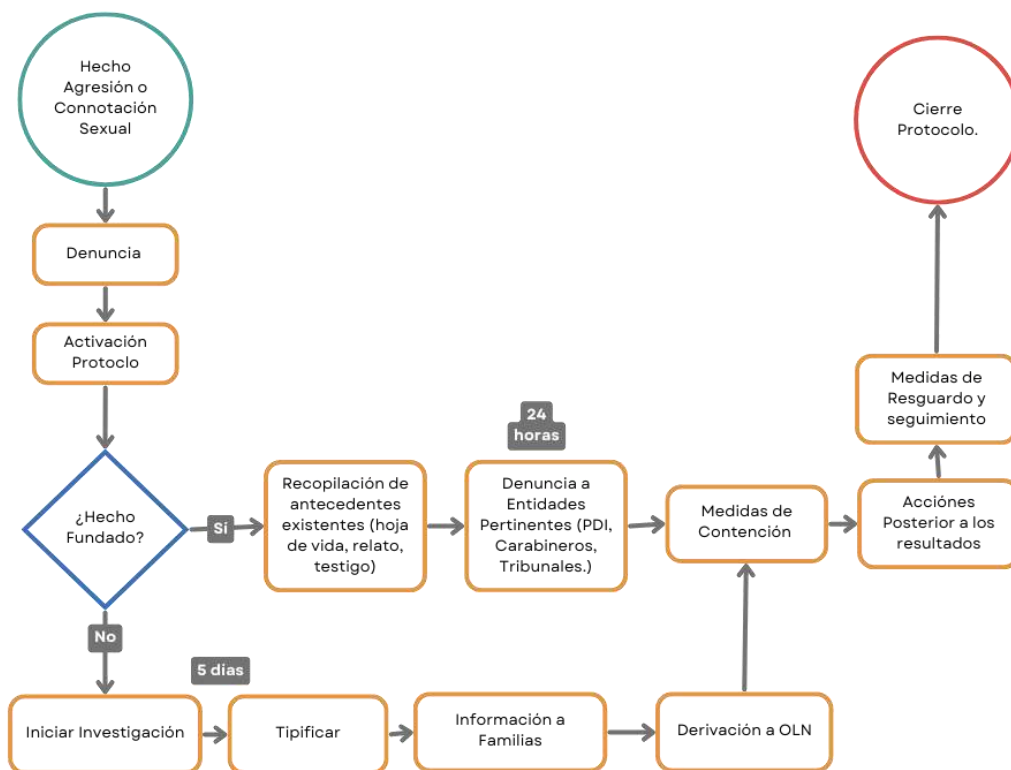 Hecho
Agresión o
Connotación
Sexual
Denuncia
Activación
Protoclo
¿Hecho
Fundado?
Sí
Recopilación de
antecedentes
existentes (hoja
de vida, relato,
testigo)
24
horas
Denuncia a
Entidades
Pertinentes (PDI,
Carabineros,
Tribunales.)
Medidas de
Contención
Acciónes
Posterior a los
resultados
Medidas de
Resguardo y
seguimiento
Cierre
Protocolo.
No
5 días
Iniciar Investigación
Tipificar
Información a
Familias
Derivación a OLN